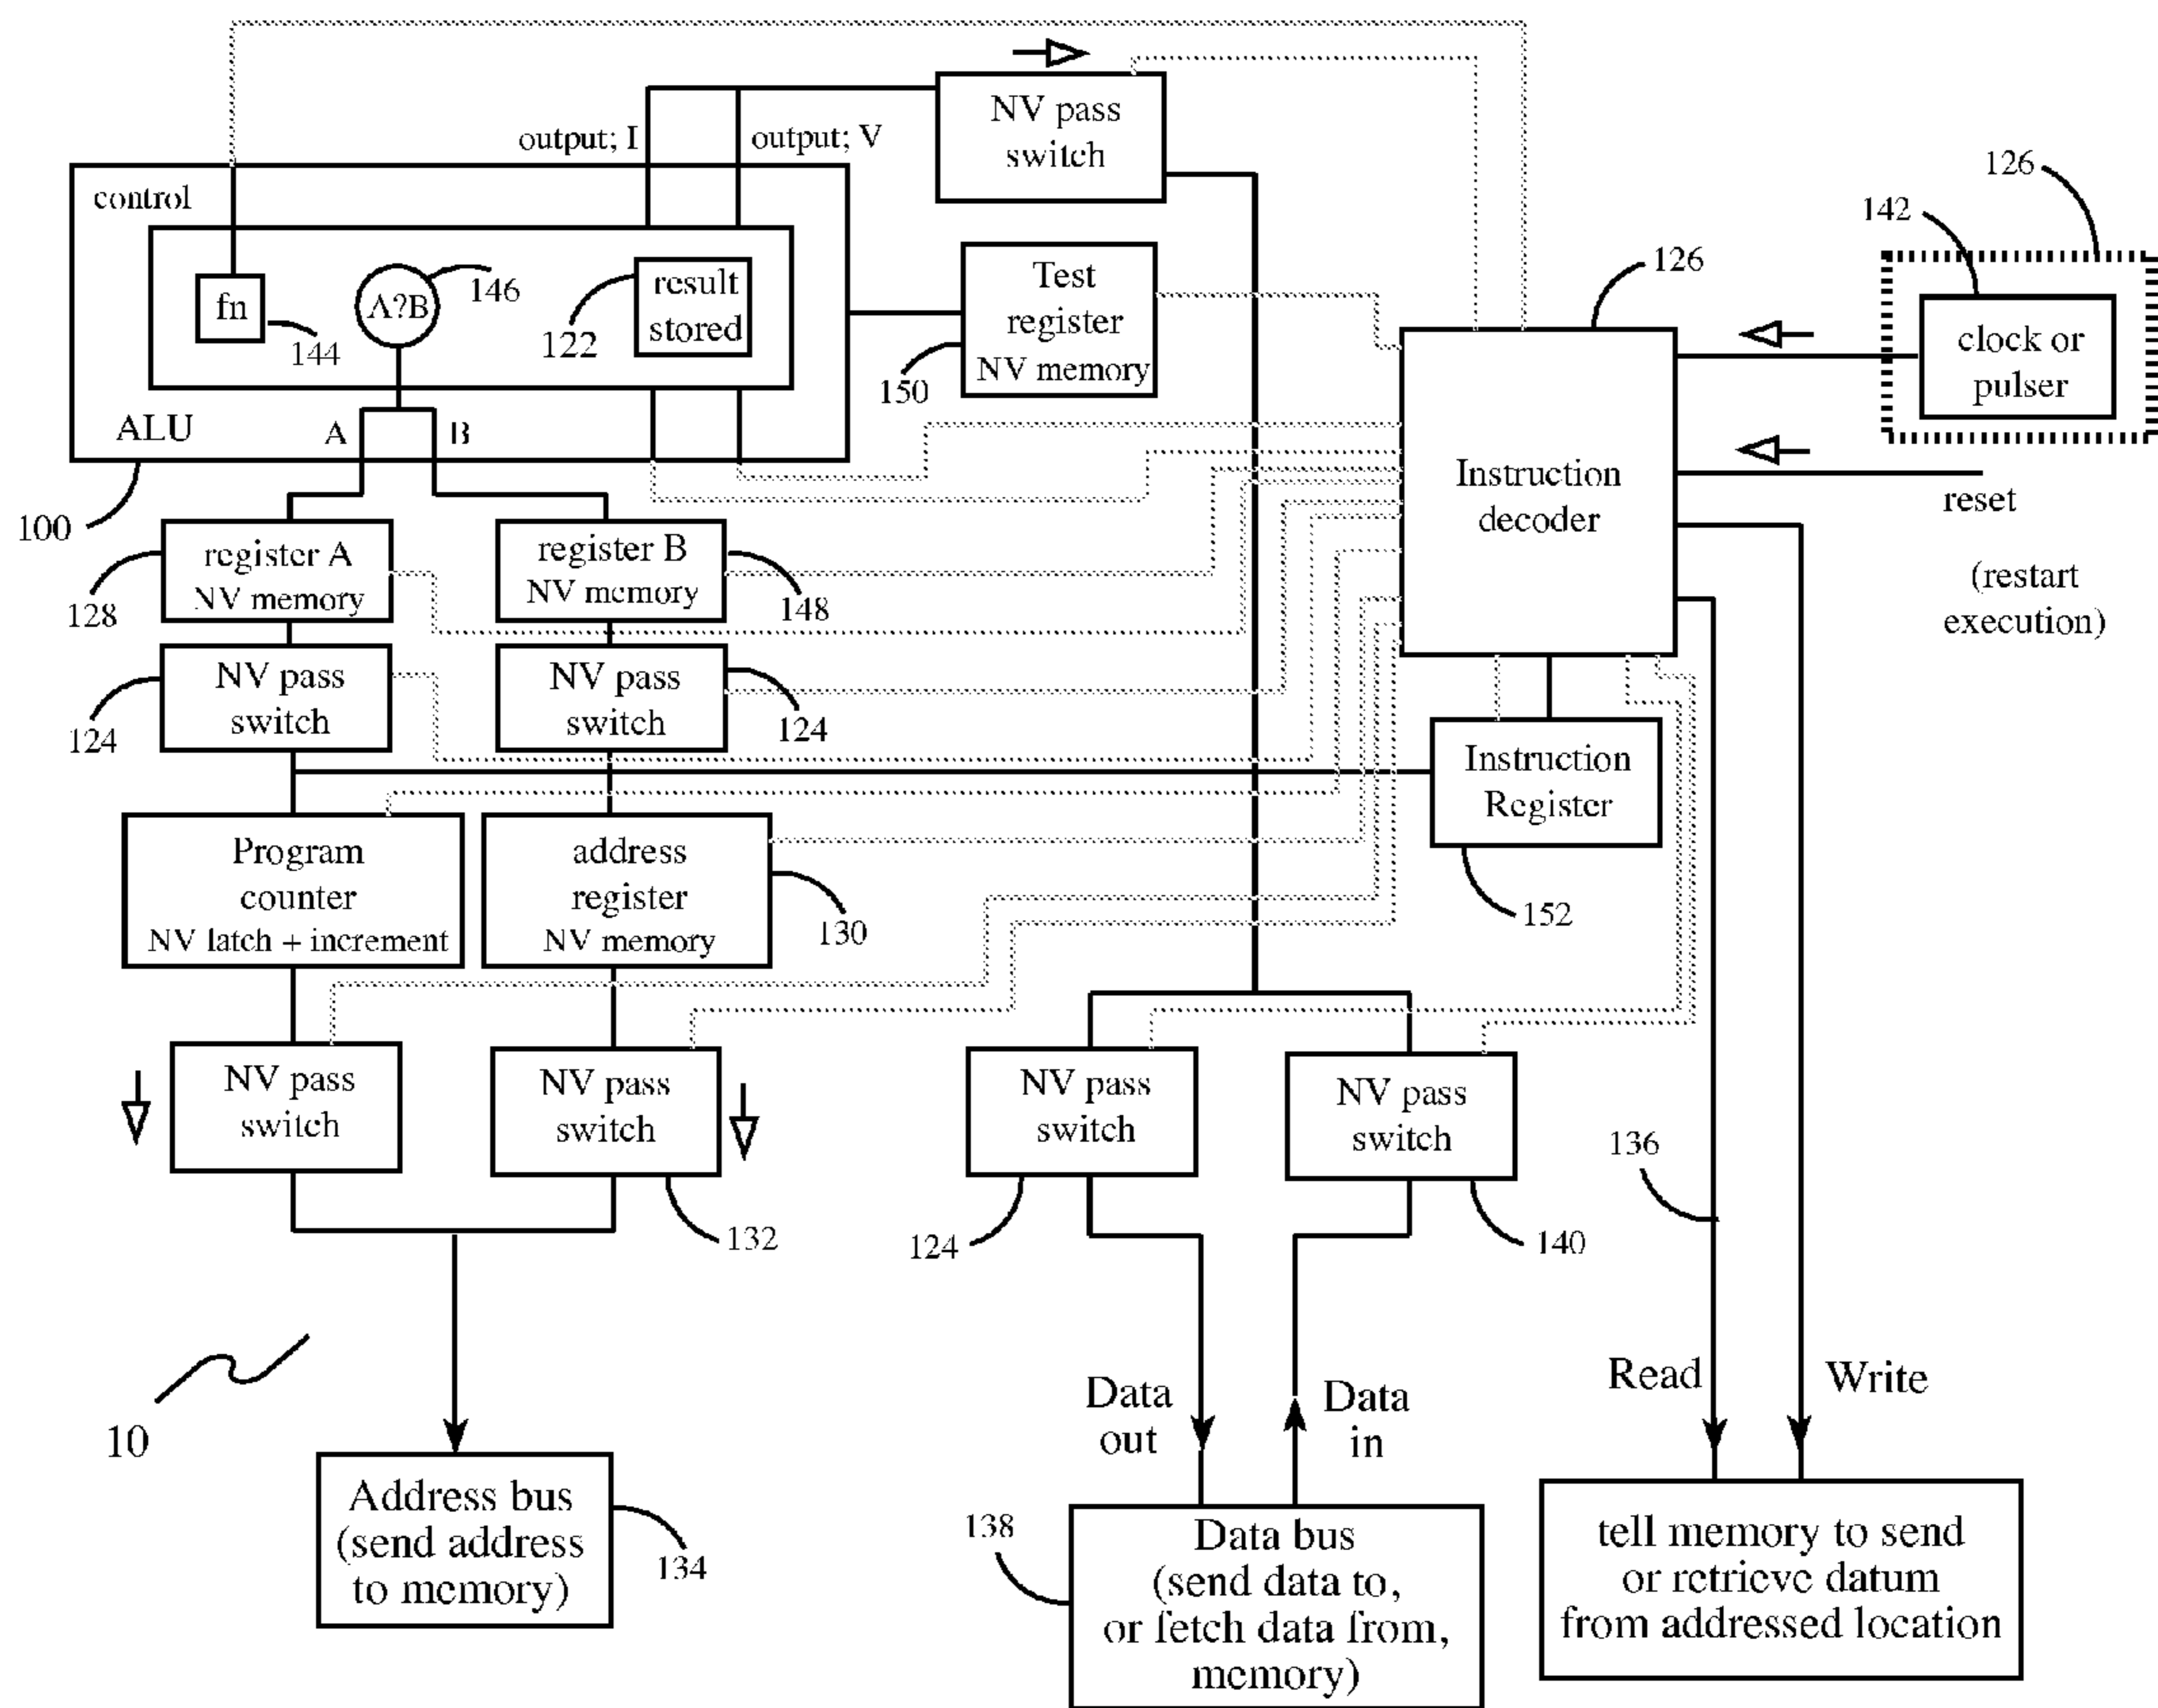 NV pass
switch
output; I
output; V
control
fn
144
A?B
146
122
result
stored
ALU
A
B
100
Test
register
NV memory
150
126
142
126
clock or
pulser
Instruction
decoder
reset
(restart
execution)
register A
NV memory
128
register B
NV memory
148
NV pass
switch
124
NV pass
switch
124
Instruction
Register
152
Program
counter
NV latch + increment
address
register
NV memory
130
NV pass
switch
NV pass
switch
132
NV pass
switch
124
NV pass
switch
140
136
10
Data
out
Data
in
Read
Write
Address bus
(send address
to memory)
134
138
Data bus
(send data to,
or fetch data from,
memory)
tell memory to send
or retrieve datum
from addressed location